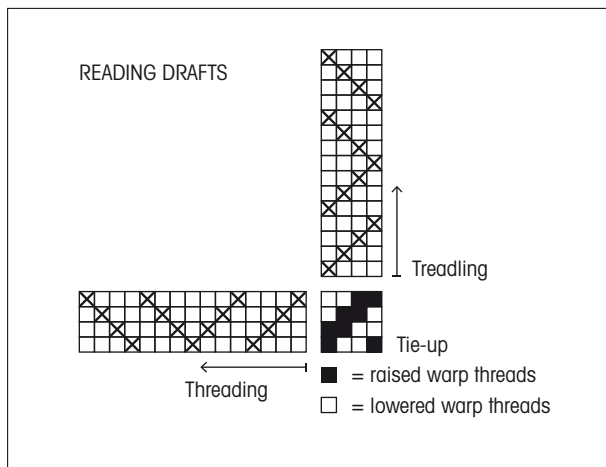 READING DRAFTS
Treadling
Tie-up
Threading
= raised warp threads
= lowered warp threads